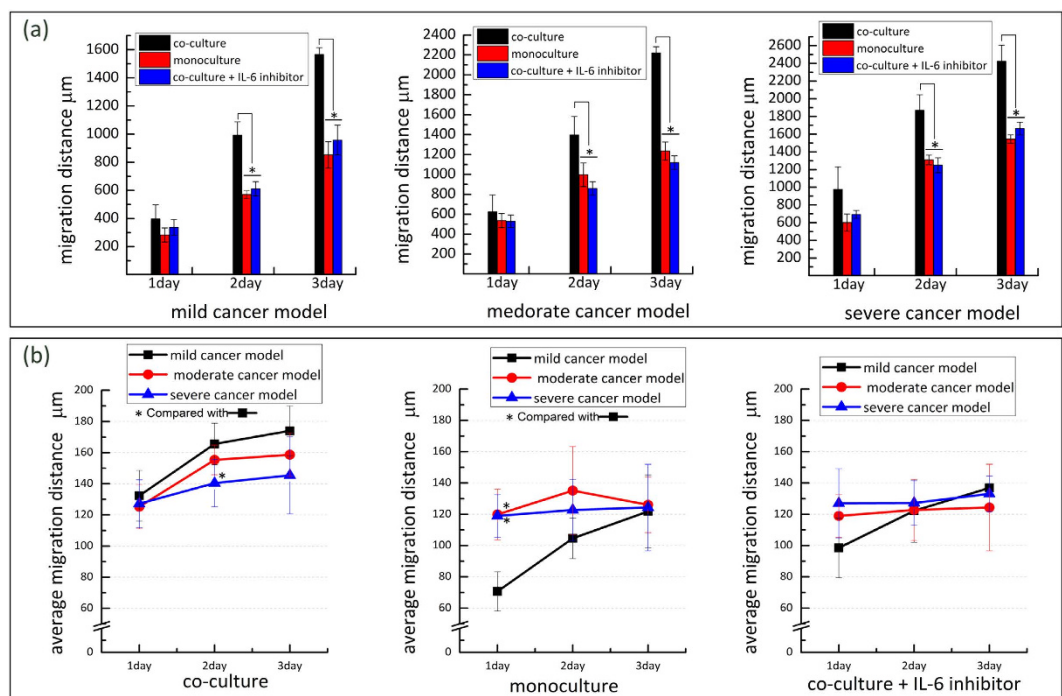 (a)
co-culture
monoculture
co-culture + IL-6 inhibitor
migration distance μm
1600
1400
1200
1000
800
600
400
200
*
*
1day 2day 3day
mild cancer model
co-culture
monoculture
co-culture + IL-6 inhibitor
migration distance μm
2400
2200
2000
1800
1600
1400
1200
1000
800
600
400
200
*
*
1day 2day 3day
medorate cancer model
co-culture
monoculture
co-culture + IL-6 inhibitor
migration distance μm
2600
2400
2200
2000
1800
1600
1400
1200
1000
800
600
400
200
*
*
1day 2day 3day
severe cancer model
(b)
mild cancer model
moderate cancer model
severe cancer model
* Compared with
average migration distance μm
200
180
160
140
120
100
80
60
0
*
1day 2day 3day
co-culture
mild cancer model
moderate cancer model
severe cancer model
* Compared with
average migration distance μm
200
180
160
140
120
100
80
60
0
*
*
1day 2day 3day
monoculture
mild cancer model
moderate cancer model
severe cancer model
average migration distance μm
200
180
160
140
120
100
80
60
0
1day 2day 3day
co-culture + IL-6 inhibitor